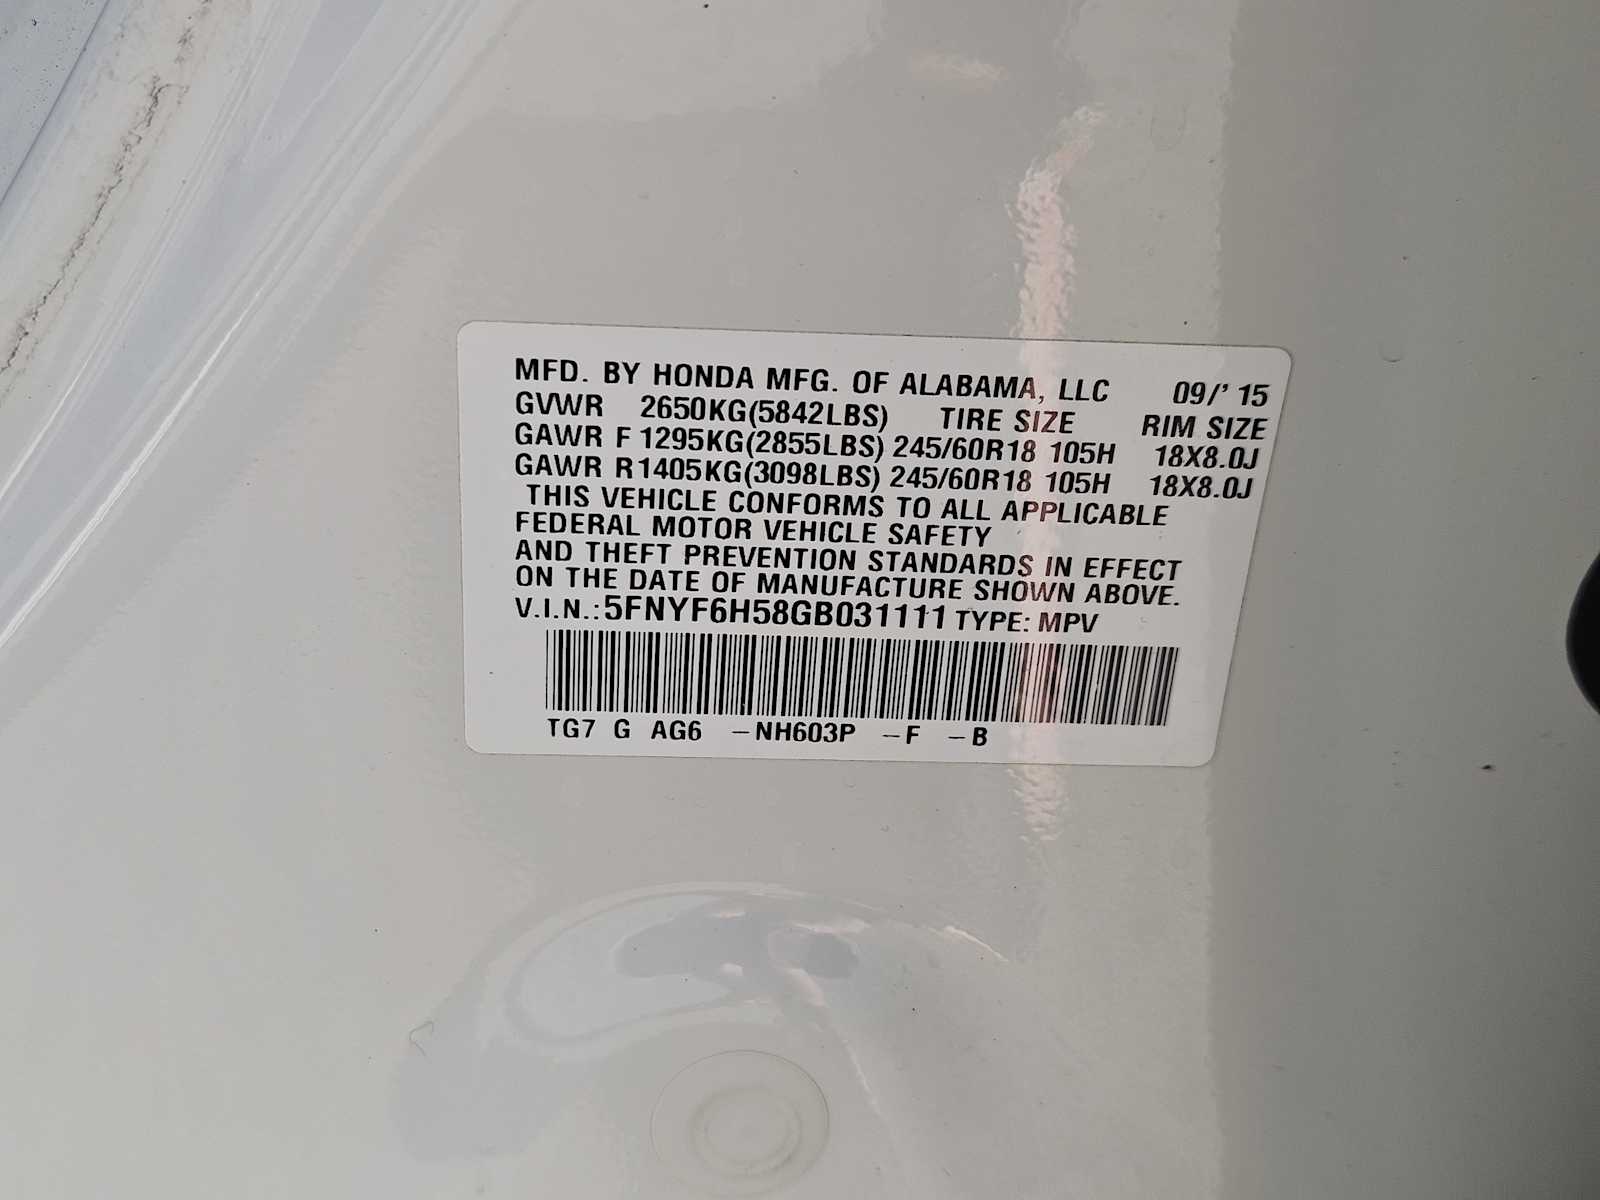 MFD. BY HONDA MFG. OF ALABAMA, LLC 09/'15
GVWR 2650KG(5842LBS) TIRE SIZE RIM SIZE
GAWR F 1295KG(2855LBS) 245/60R18 105H 18X8.0J
GAWR R 1405KG(3098LBS) 245/60R18 105H 18X8.0J
THIS VEHICLE CONFORMS TO ALL APPLICABLE
FEDERAL MOTOR VEHICLE SAFETY
AND THEFT PREVENTION STANDARDS IN EFFECT
ON THE DATE OF MANUFACTURE SHOWN ABOVE.
V.I.N.:5FNYF6H58GB031111 TYPE: MPV
TG7 G AG6 -NH603P -F -B